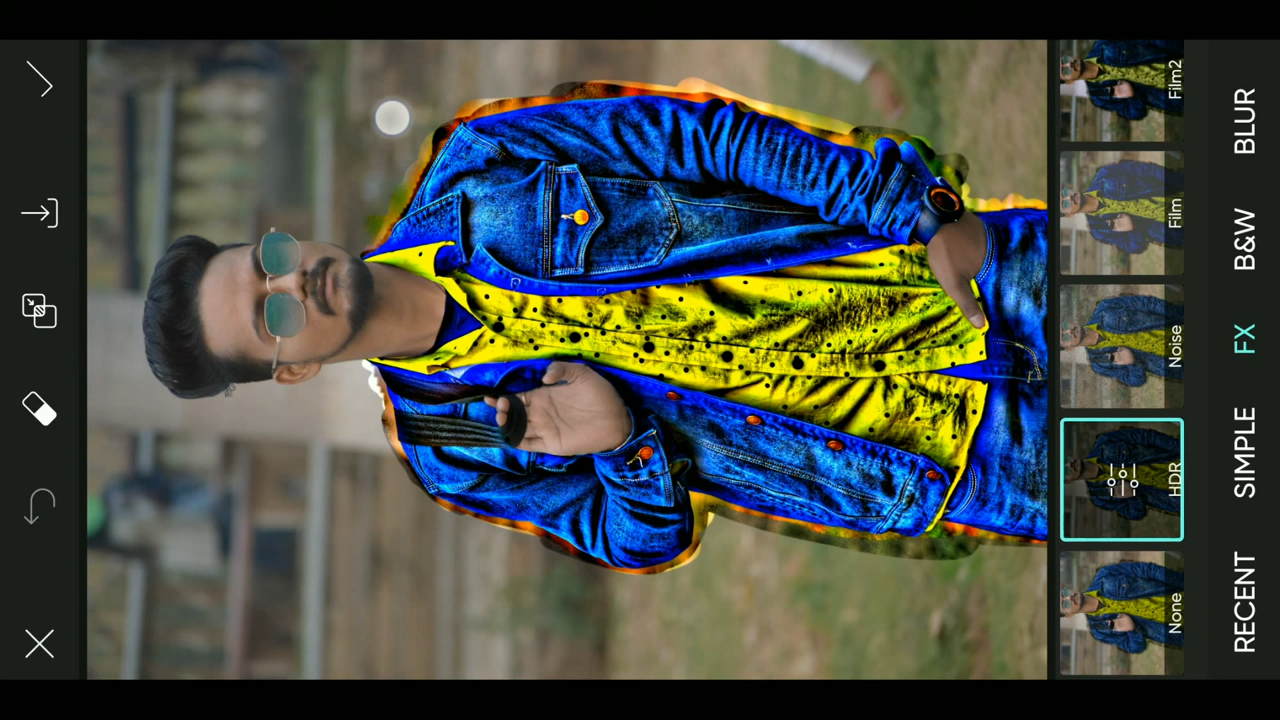 None
HDR
Noise
Film
Film2
RECENT
SIMPLE
FX
B&W
BLUR